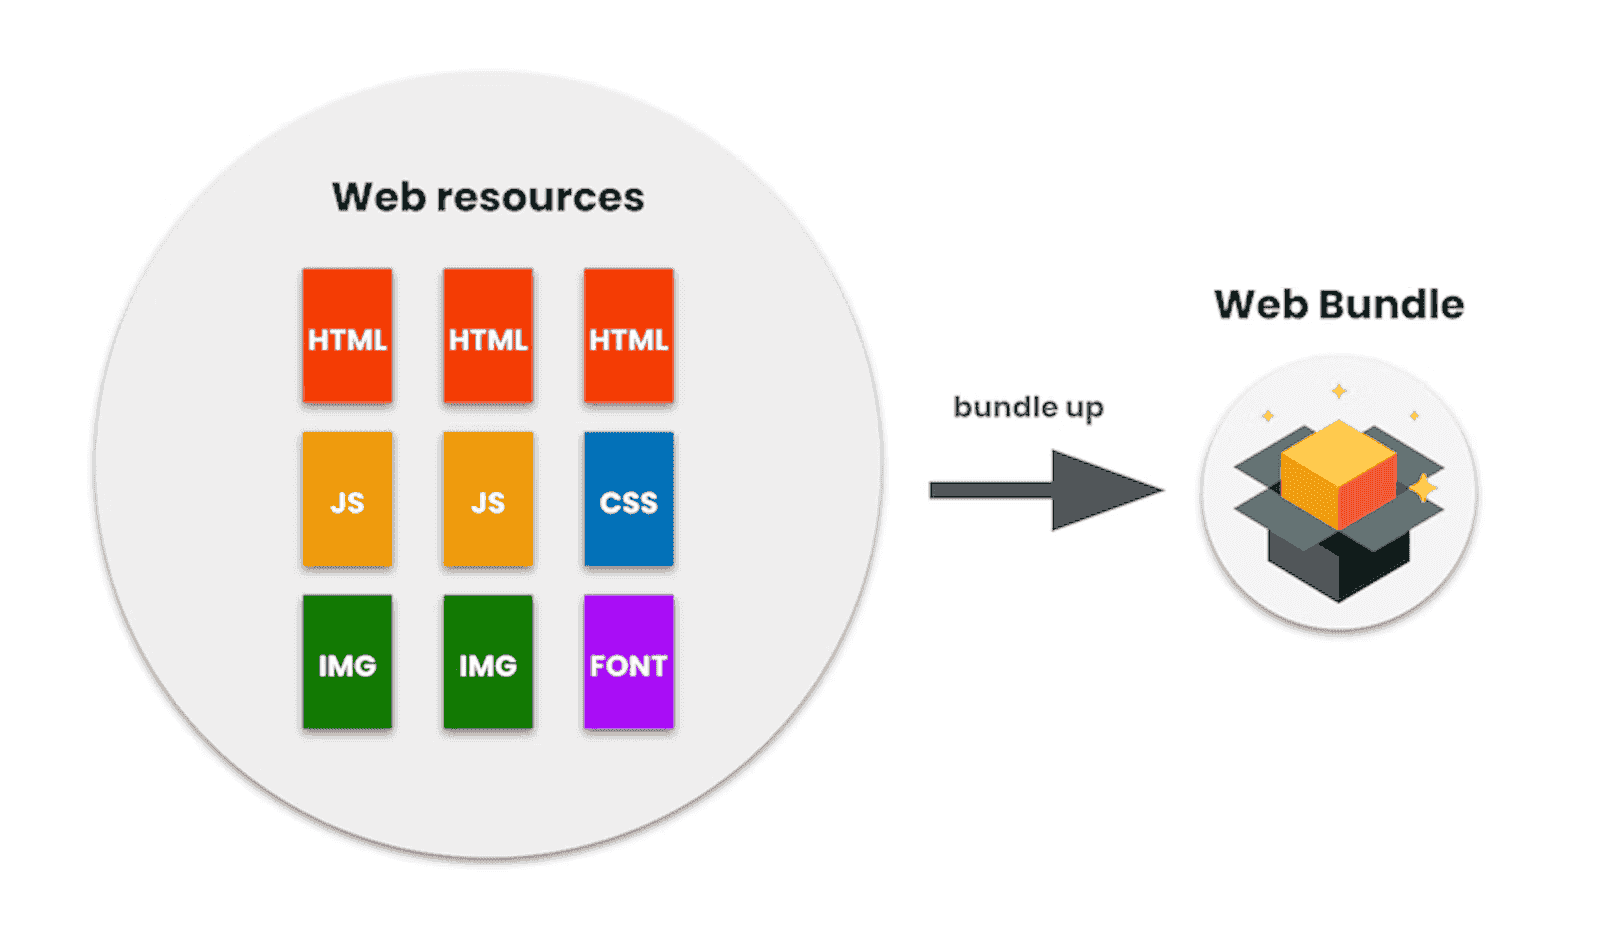 Web resources
HTML HTML HTML
JS JS CSS
IMG IMG FONT
bundle up
Web Bundle